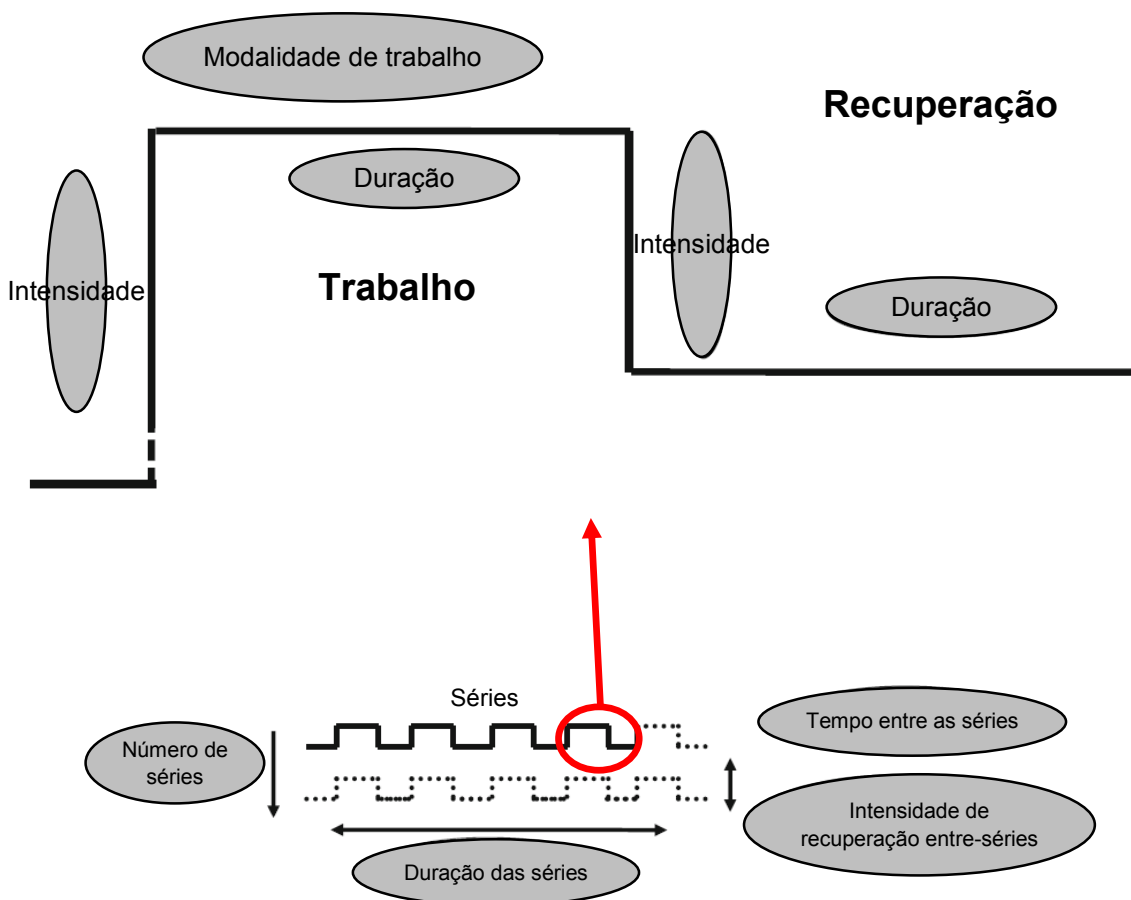 Modalidade de trabalho
Recuperação
Duração
Intensidade
Trabalho
Intensidade
Duração
Séries
Número de
séries
Tempo entre as séries
Intensidade de
recuperação entre-séries
Duração das séries